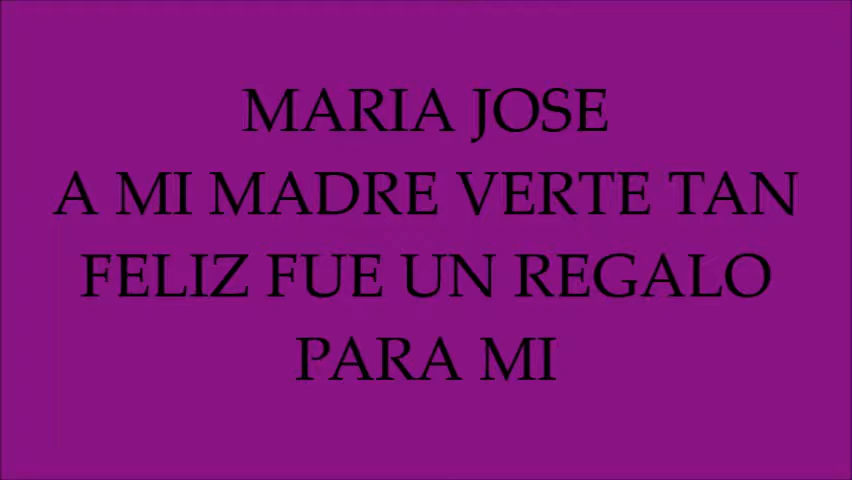 MARIA JOSE
A MI MADRE VERTE TAN
FELIZ FUE UN REGALO
PARA MI